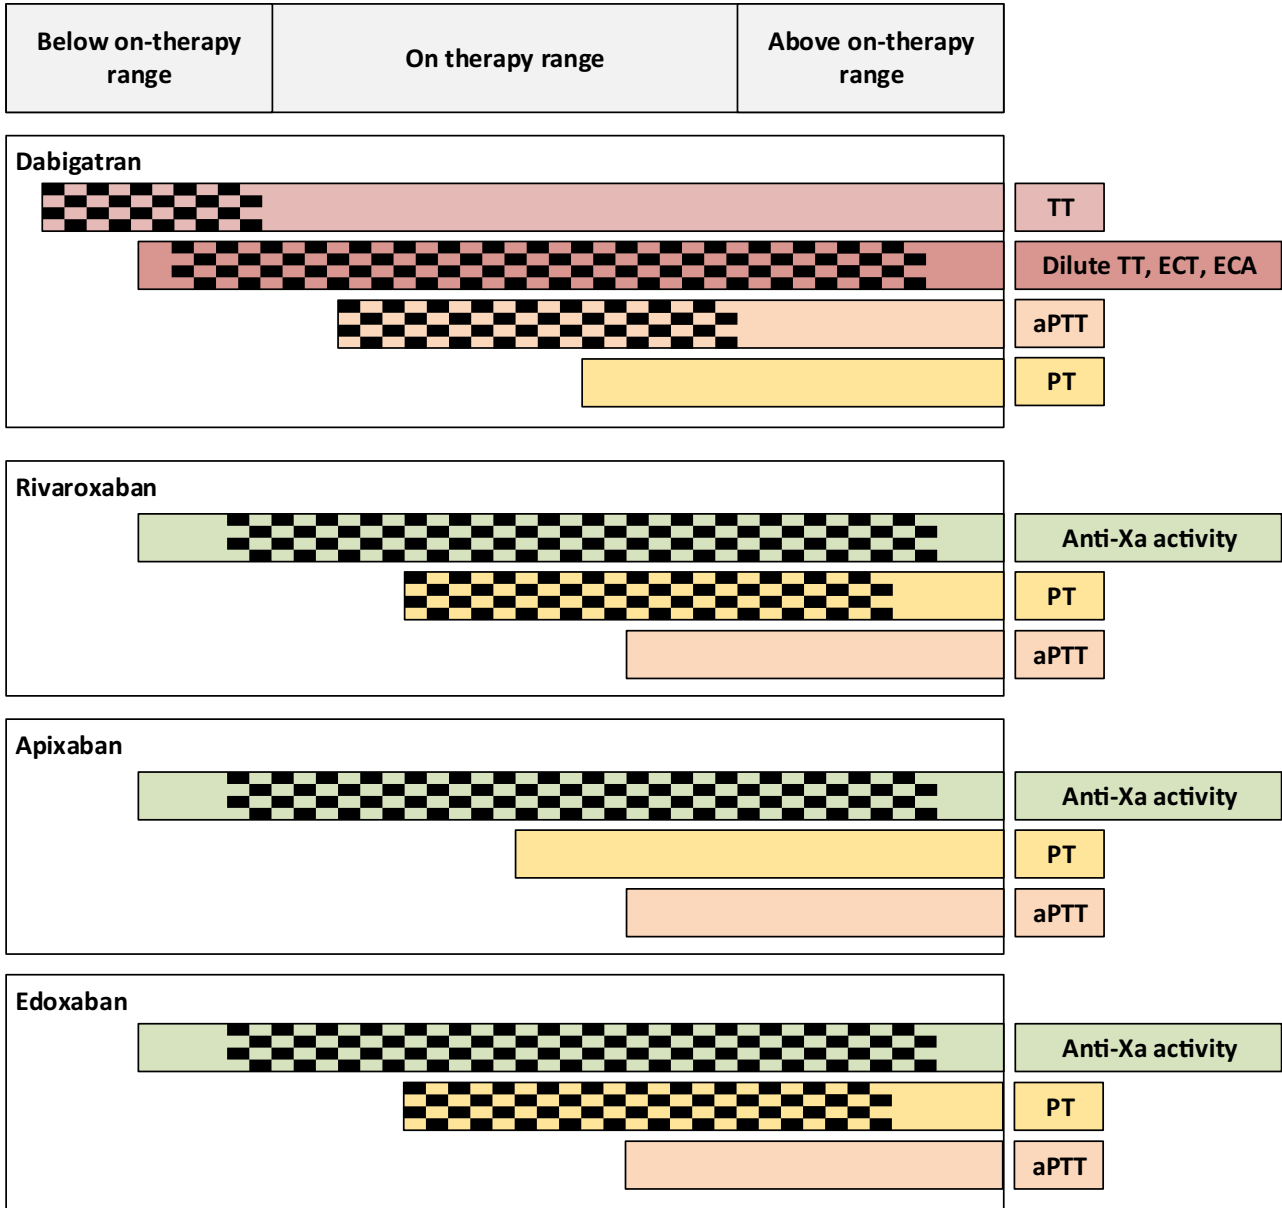 Below on-therapy
range
On therapy range
Above on-therapy
range
Dabigatran
TT
Dilute TT, ECT, ECA
aPTT
PT
Rivaroxaban
Anti-Xa activity
PT
aPTT
Apixaban
Anti-Xa activity
PT
aPTT
Edoxaban
Anti-Xa activity
PT
aPTT